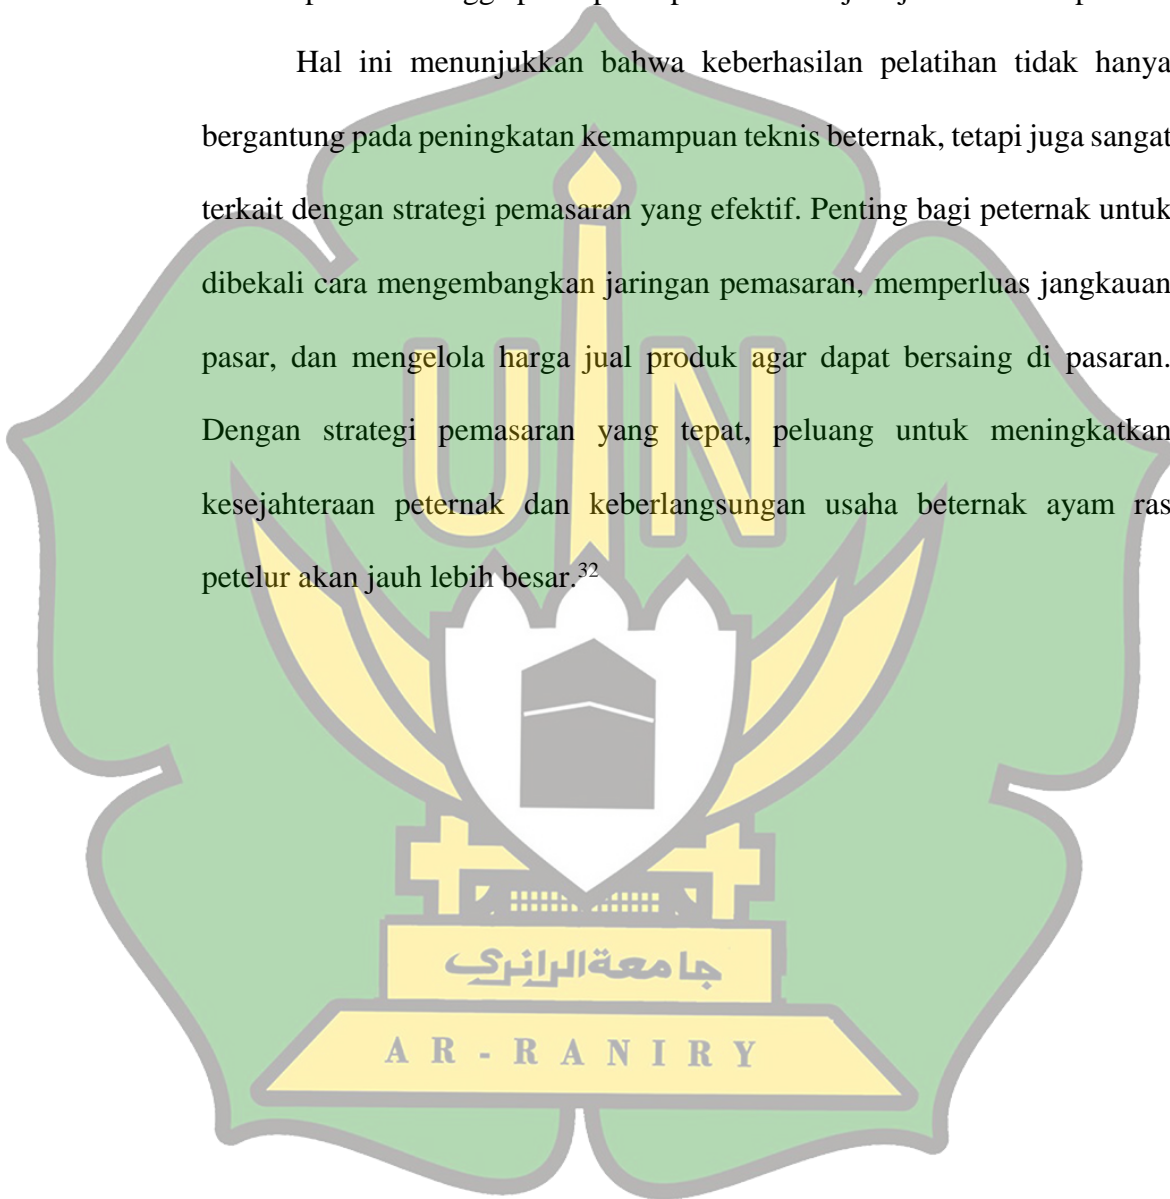 Hal ini menunjukkan bahwa keberhasilan pelatihan tidak hanya
bergantung pada peningkatan kemampuan teknis beternak, tetapi juga sangat
terkait dengan strategi pemasaran yang efektif. Penting bagi peternak untuk
dibekali cara mengembangkan jaringan pemasaran, memperluas jangkauan
pasar, dan mengelola harga jual produk agar dapat bersaing di pasaran.
Dengan strategi pemasaran yang tepat, peluang untuk meningkatkan
kesejahteraan peternak dan keberlangsungan usaha beternak ayam ras
petelur akan jauh lebih besar.32
UIN
جامعة الرانري
AR-RANIRY